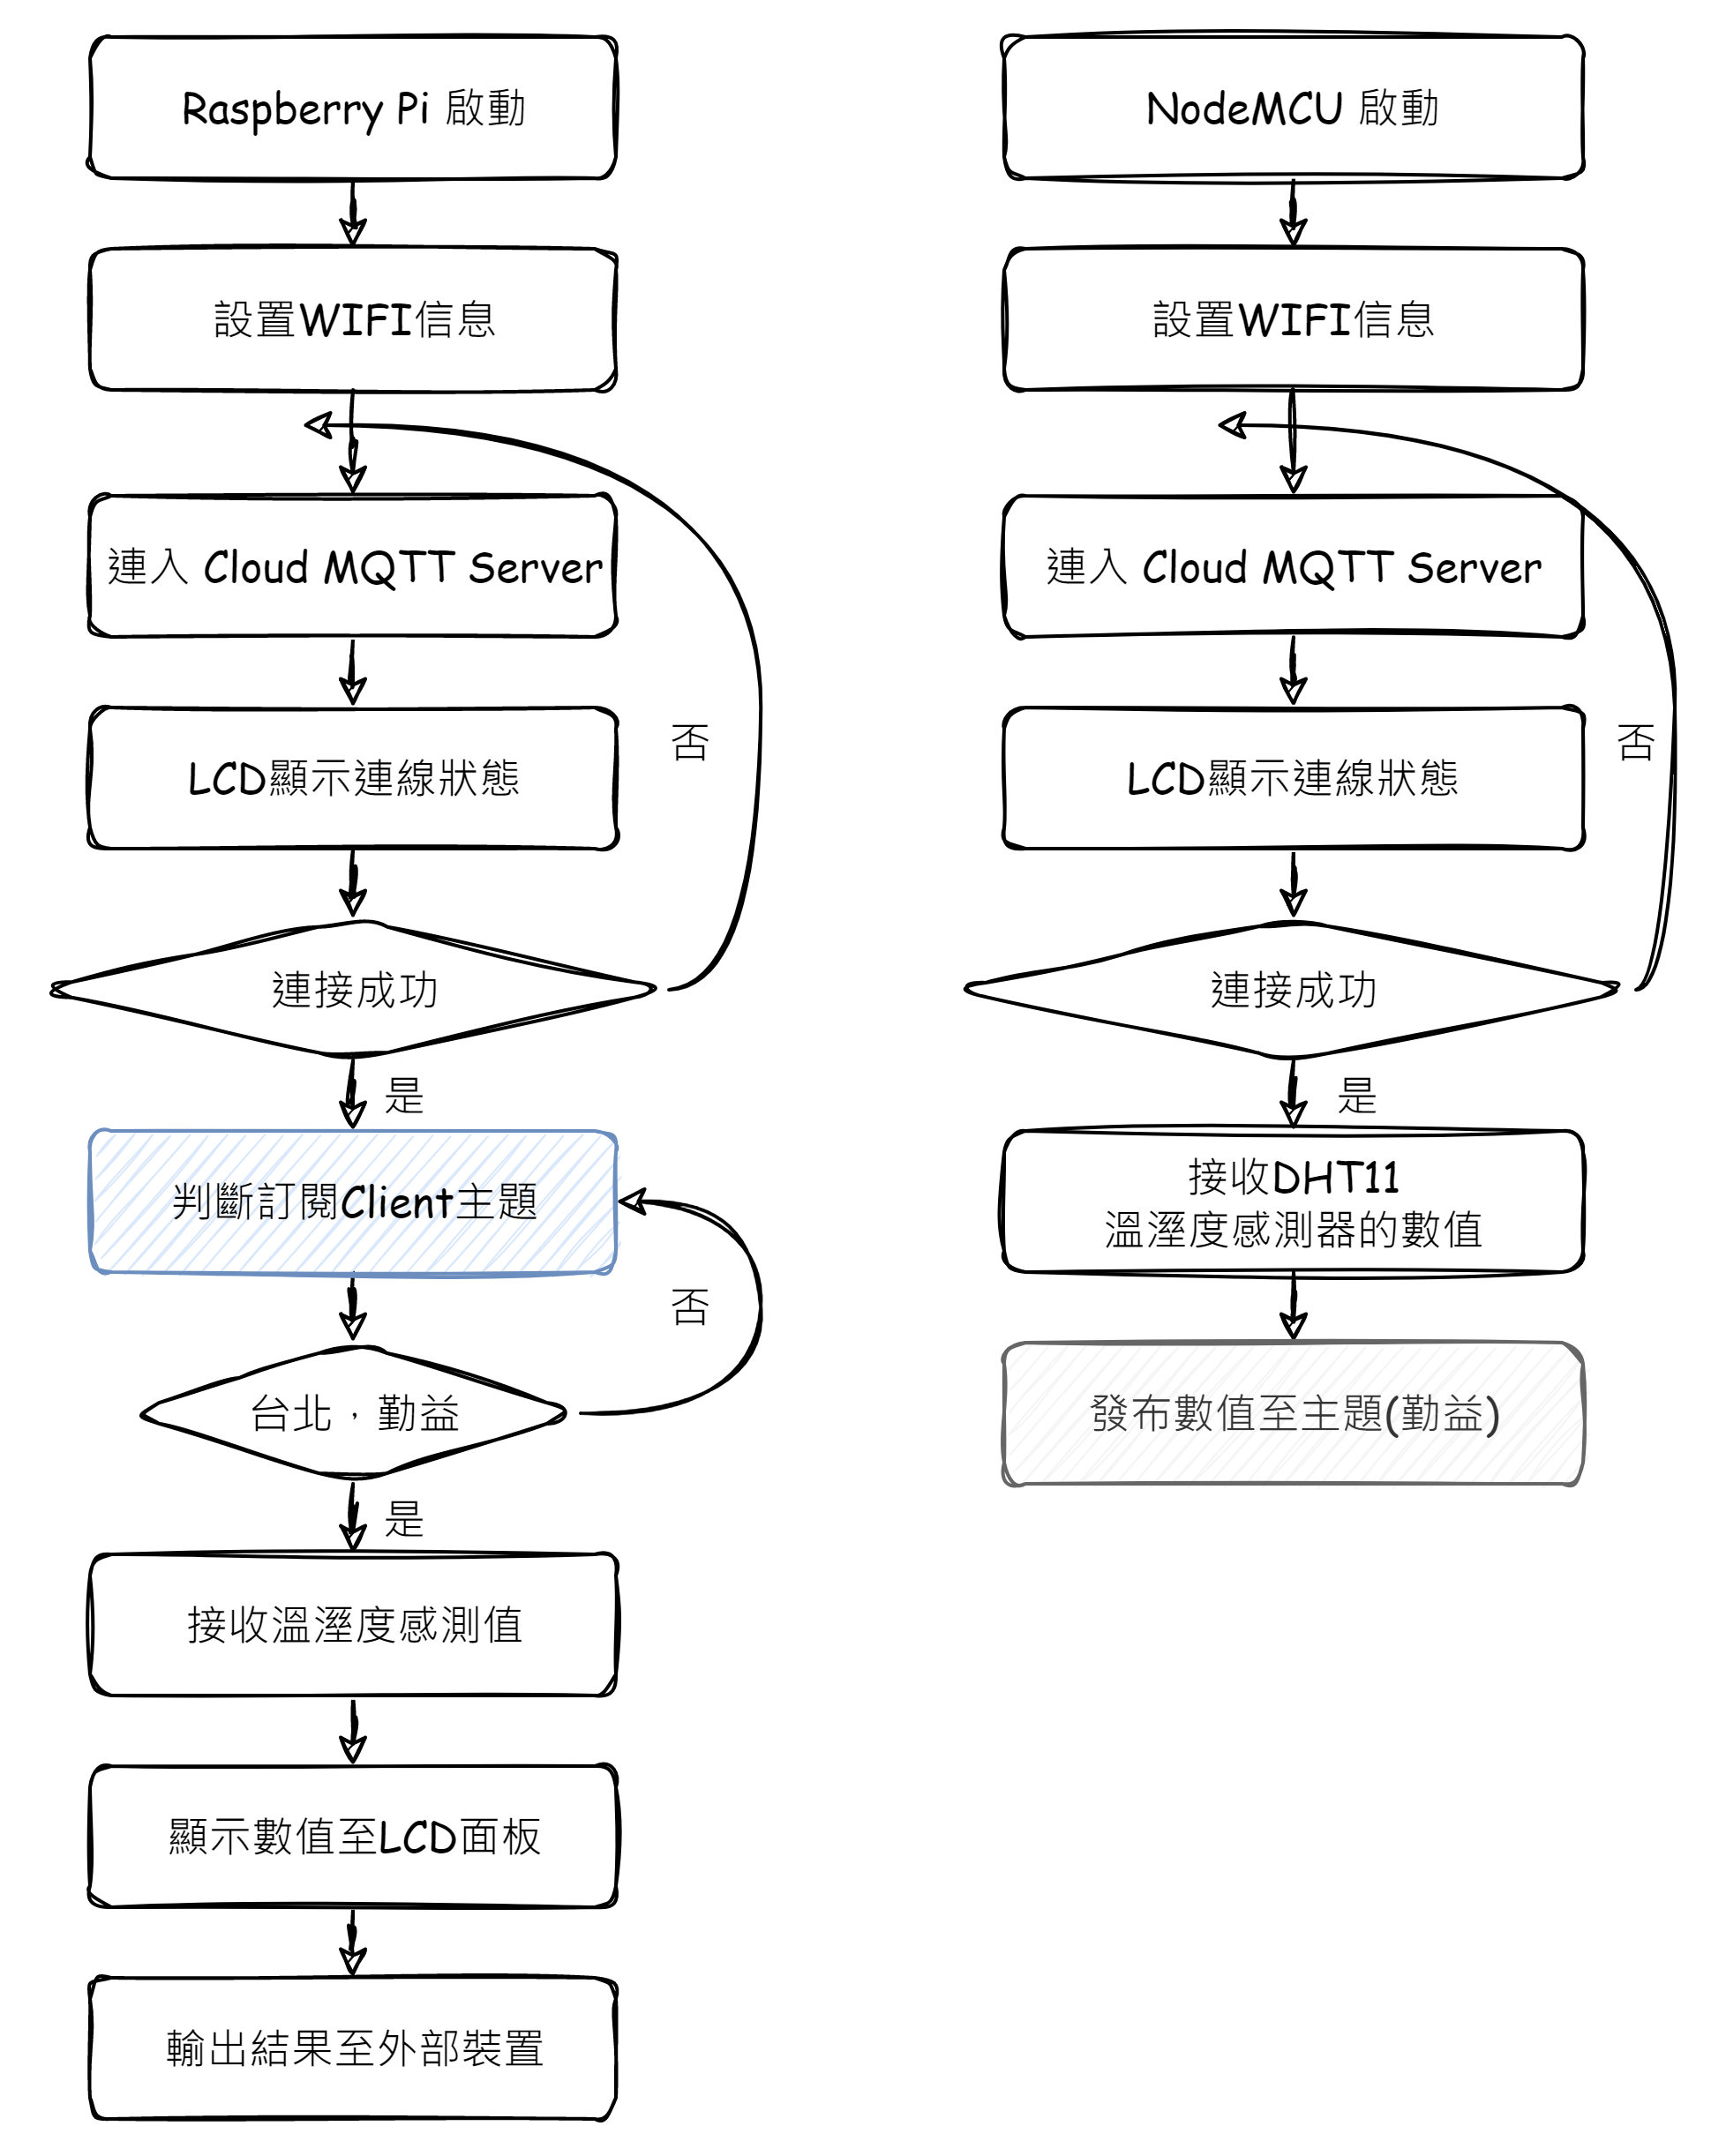 Raspberry Pi 啟動
設置WIFI信息
連入 Cloud MQTT Server
LCD顯示連線狀態
否
連接成功
是
判斷訂閱Client主題
否
台北，勤益
是
接收溫溼度感測值
顯示數值至LCD面板
輸出結果至外部裝置
NodeMCU 啟動
設置WIFI信息
連入 Cloud MQTT Server
LCD顯示連線狀態
否
連接成功
是
接收DHT11
溫溼度感測器的數值
發布數值至主題(勤益)